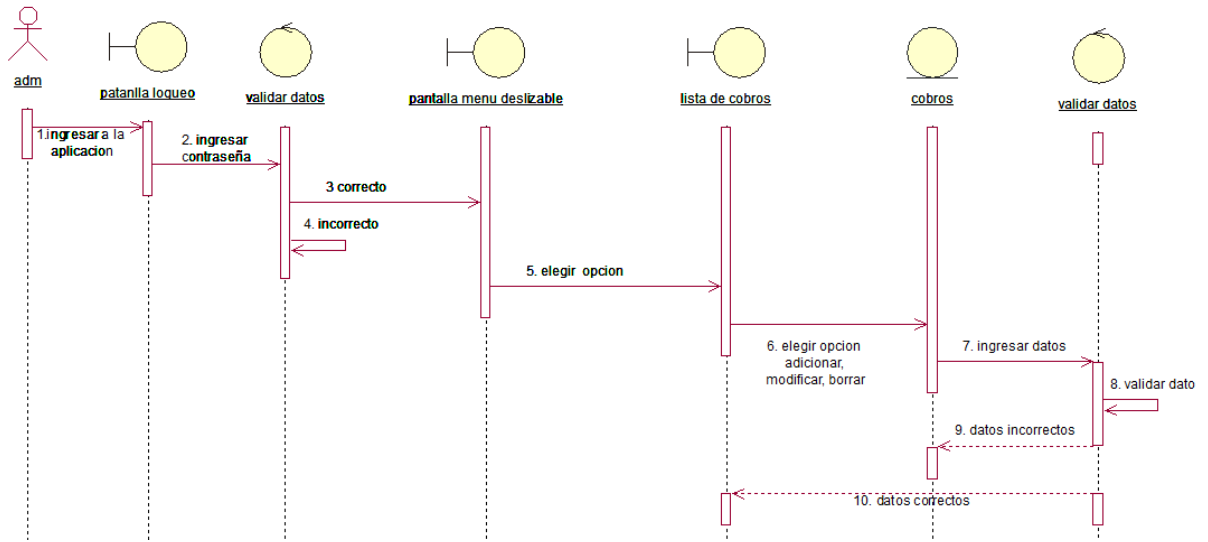 adm
patanlla loqueo
validar datos
pantalla menu deslizable
lista de cobros
cobros
validar datos
1.ingresar a la
aplicacion
2. ingresar
contraseña
3 correcto
4. incorrecto
5. elegir opcion
6. elegir opcion
adicionar,
modificar, borrar
7. ingresar datos
8. validar dato
9. datos incorrectos
10. datos correctos